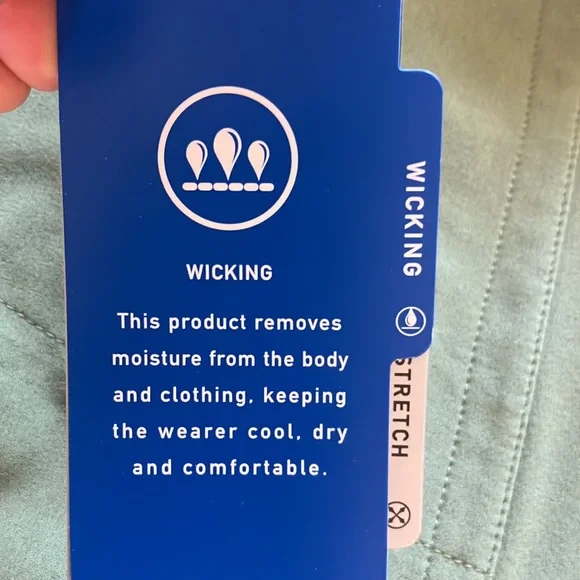 WICKING
This product removes
moisture from the body
and clothing, keeping
the wearer cool, dry
and comfortable.
WICKING
STRETCH